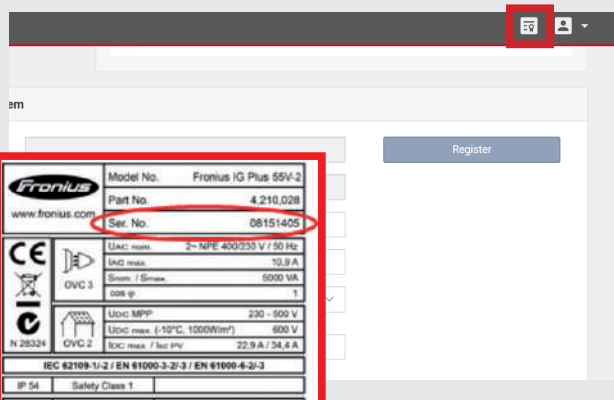 em
Register
Fronius
www.fronius.com
Model No. Fronius IG Plus 55V-2
Part No. 4,210,028
Ser. No. 08151405
CE
OVC 3
N 28324
OVC 2
UAC nom. 2~ NPE 400/230 V / 50 Hz
IAC max. 10,9 A
Snom. / Smax. 5000 VA
cos φ 1
UDC MPP 230 - 500 V
UDC max. (-10°C, 1000W/m²) 600 V
IDC max. / Isc PV 22,9 A / 34,4 A
IEC 62109-1/-2 / EN 61000-3-2/-3 / EN 61000-6-2/-3
IP 54 Safety Class 1